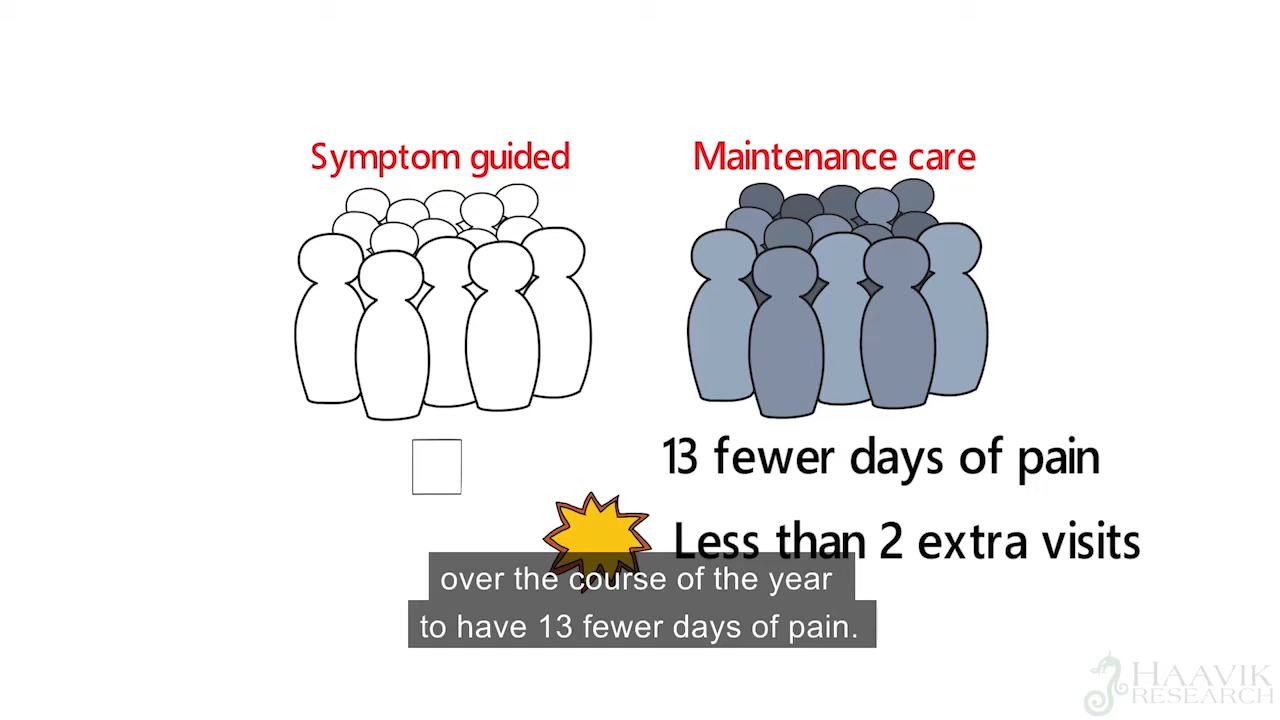 Symptom guided
Maintenance care
13 fewer days of pain
Less than 2 extra visits
over the course of the year
to have 13 fewer days of pain.
HAAVIK
RESEARCH